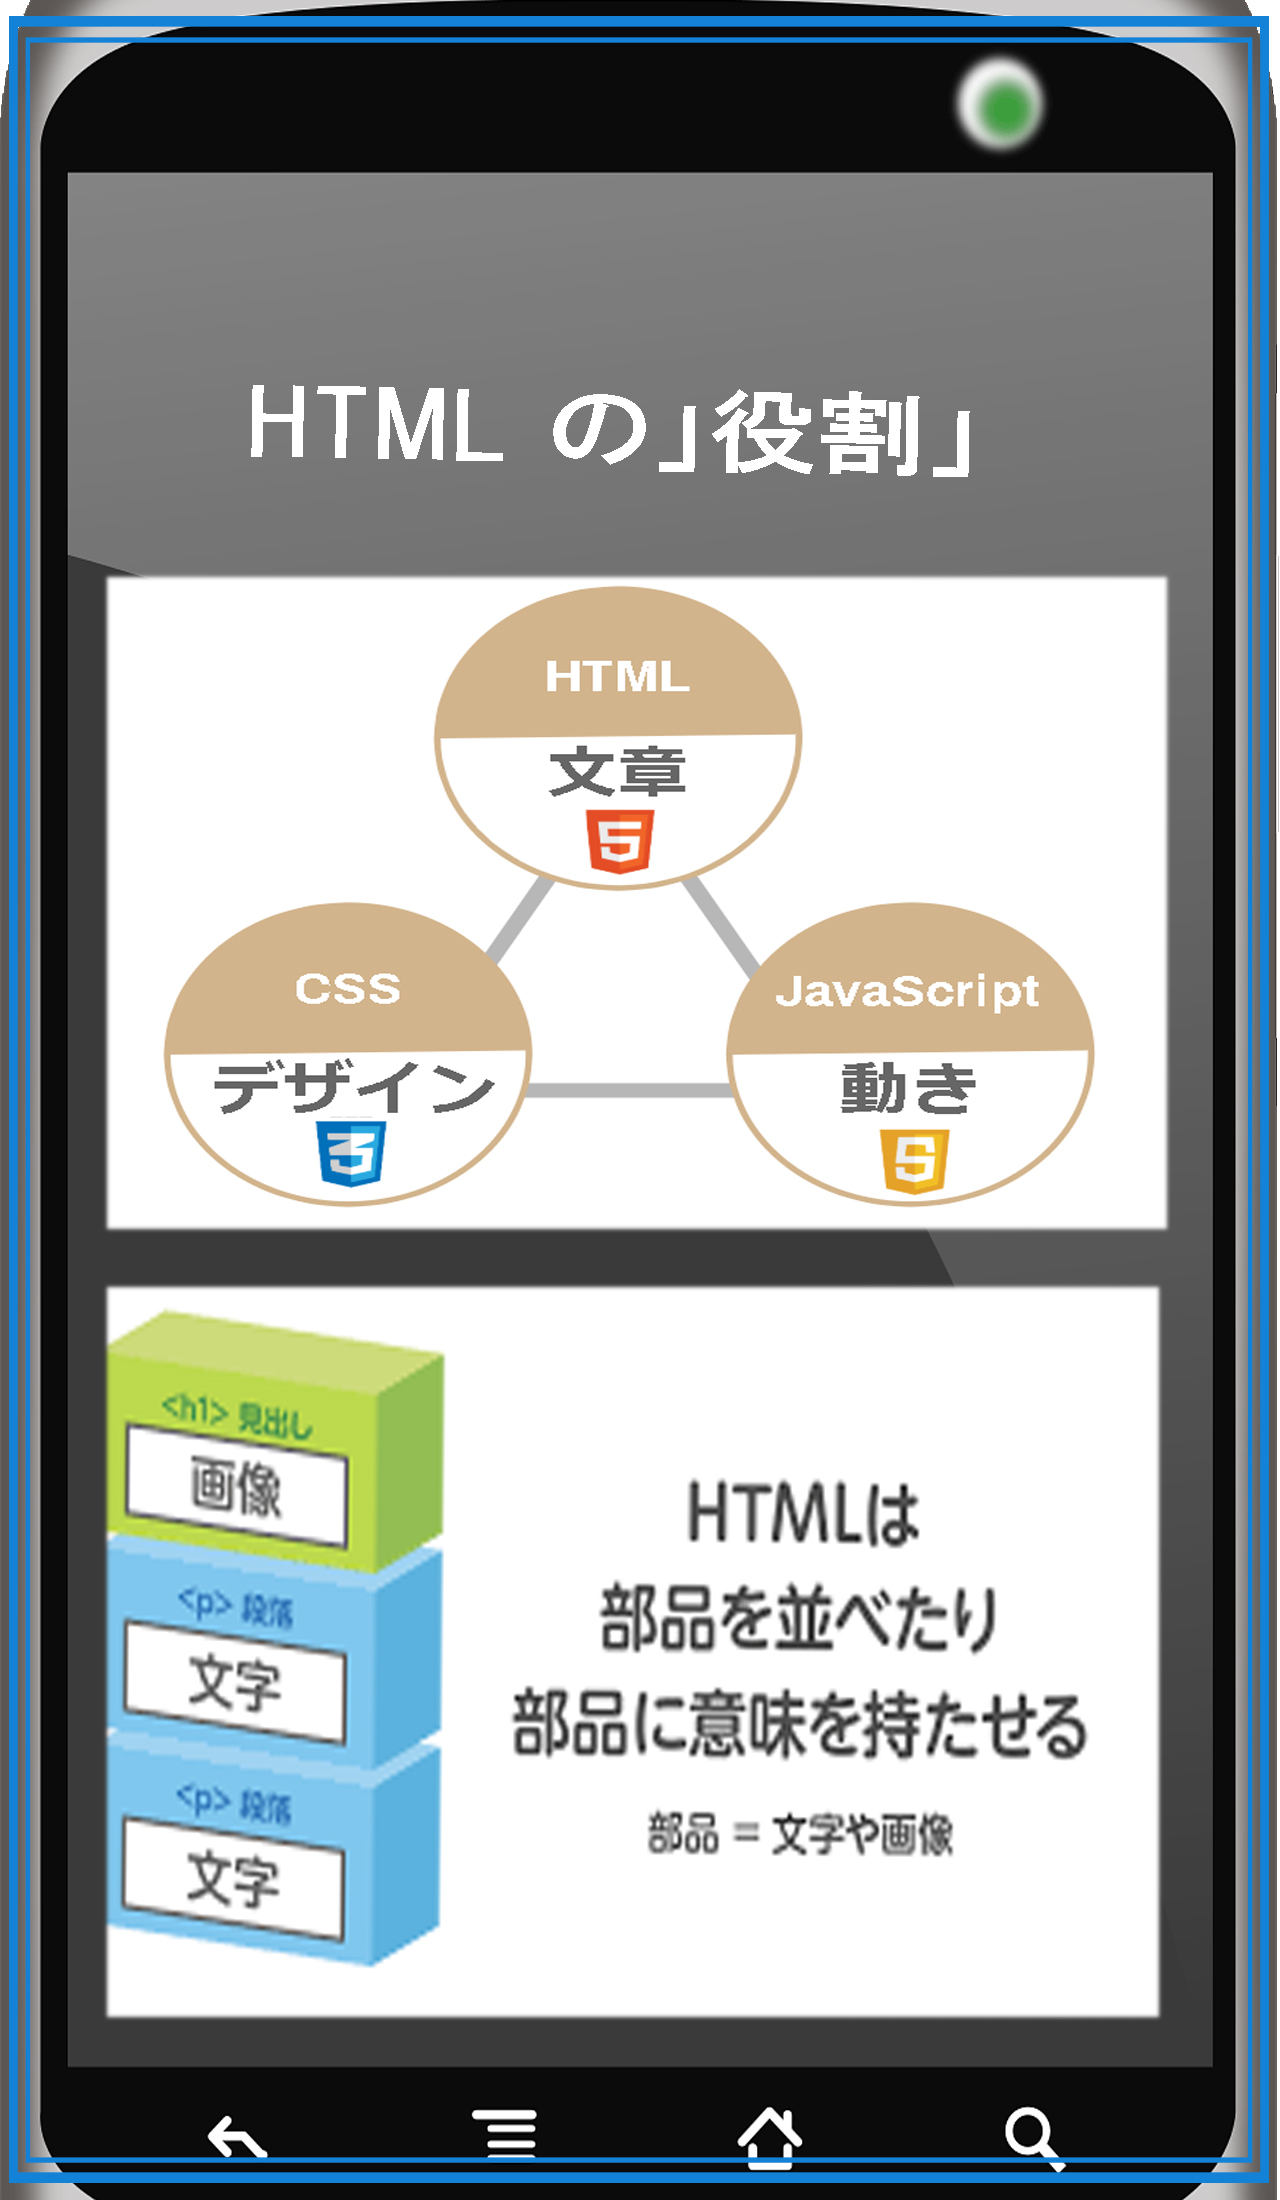 HTML の」役割」
HTML
文章
5
CSS
デザイン
3
JavaScript
動き
5
<h1> 見出し
画像
<p> 段落
文字
<p> 段落
文字
HTMLは
部品を並べたり
部品に意味を持たせる
部品 = 文字や画像